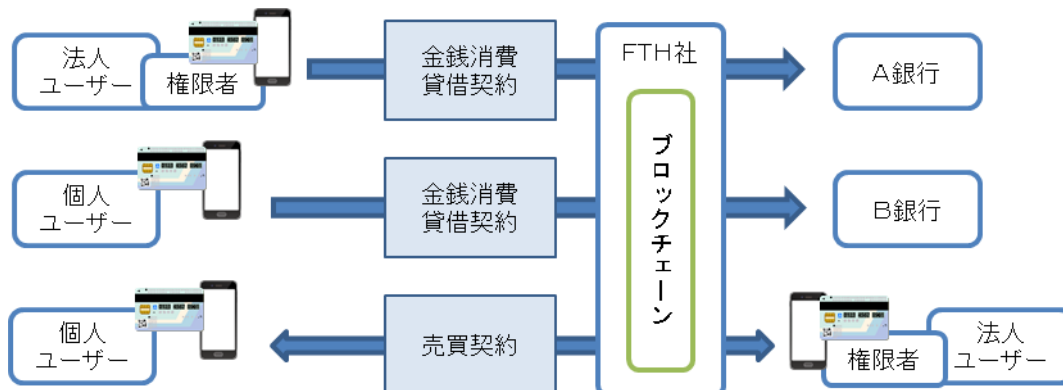 法人
ユーザー
権限者
金銭消費
貸借契約
FTH社
A銀行
個人
ユーザー
金銭消費
貸借契約
ブロックチェーン
B銀行
個人
ユーザー
売買契約
権限者
法人
ユーザー